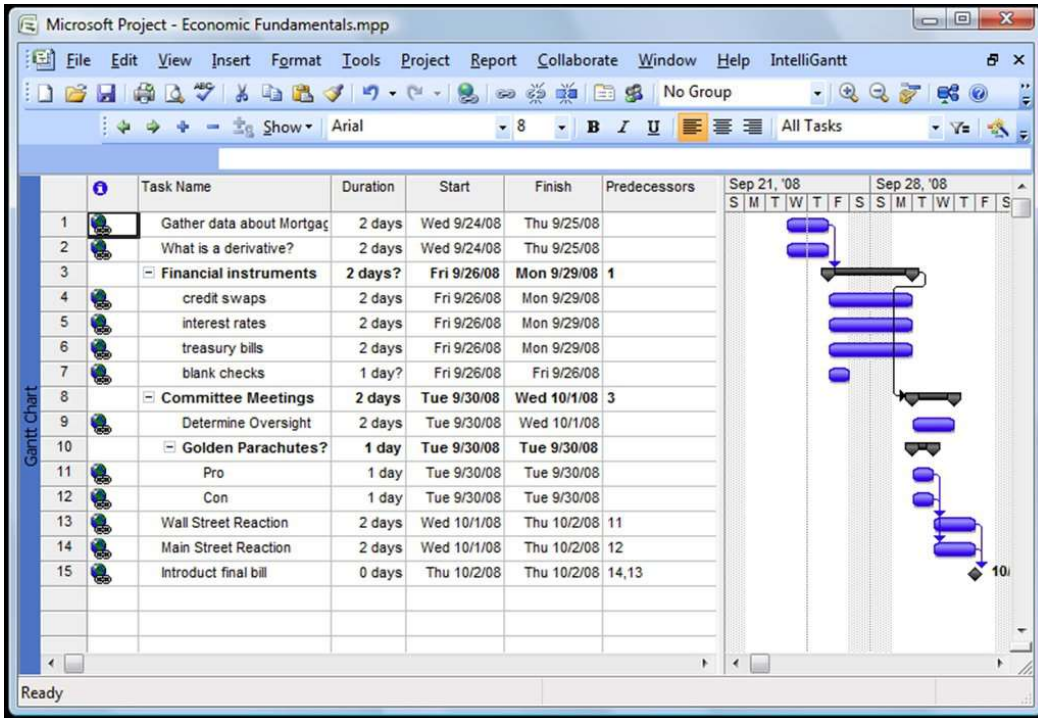 Microsoft Project - Economic Fundamentals.mpp
File Edit View Insert Format Tools Project Report Collaborate Window Help IntelliGantt
ABC No Group
Show Arial 8 B I U All Tasks
Task Name Duration Start Finish Predecessors Sep 21, '08 Sep 28, '08
S M T W T F S S M T W T F S
1 Gather data about Mortgag 2 days Wed 9/24/08 Thu 9/25/08
2 What is a derivative? 2 days Wed 9/24/08 Thu 9/25/08
3 Financial instruments 2 days? Fri 9/26/08 Mon 9/29/08 1
4 credit swaps 2 days Fri 9/26/08 Mon 9/29/08
5 interest rates 2 days Fri 9/26/08 Mon 9/29/08
6 treasury bills 2 days Fri 9/26/08 Mon 9/29/08
7 blank checks 1 day? Fri 9/26/08 Fri 9/26/08
8 Committee Meetings 2 days Tue 9/30/08 Wed 10/1/08 3
9 Determine Oversight 2 days Tue 9/30/08 Wed 10/1/08
10 Golden Parachutes? 1 day Tue 9/30/08 Tue 9/30/08
11 Pro 1 day Tue 9/30/08 Tue 9/30/08
12 Con 1 day Tue 9/30/08 Tue 9/30/08
13 Wall Street Reaction 2 days Wed 10/1/08 Thu 10/2/08 11
14 Main Street Reaction 2 days Wed 10/1/08 Thu 10/2/08 12
15 Introduct final bill 0 days Thu 10/2/08 Thu 10/2/08 14,13 10/
Gantt Chart
Ready